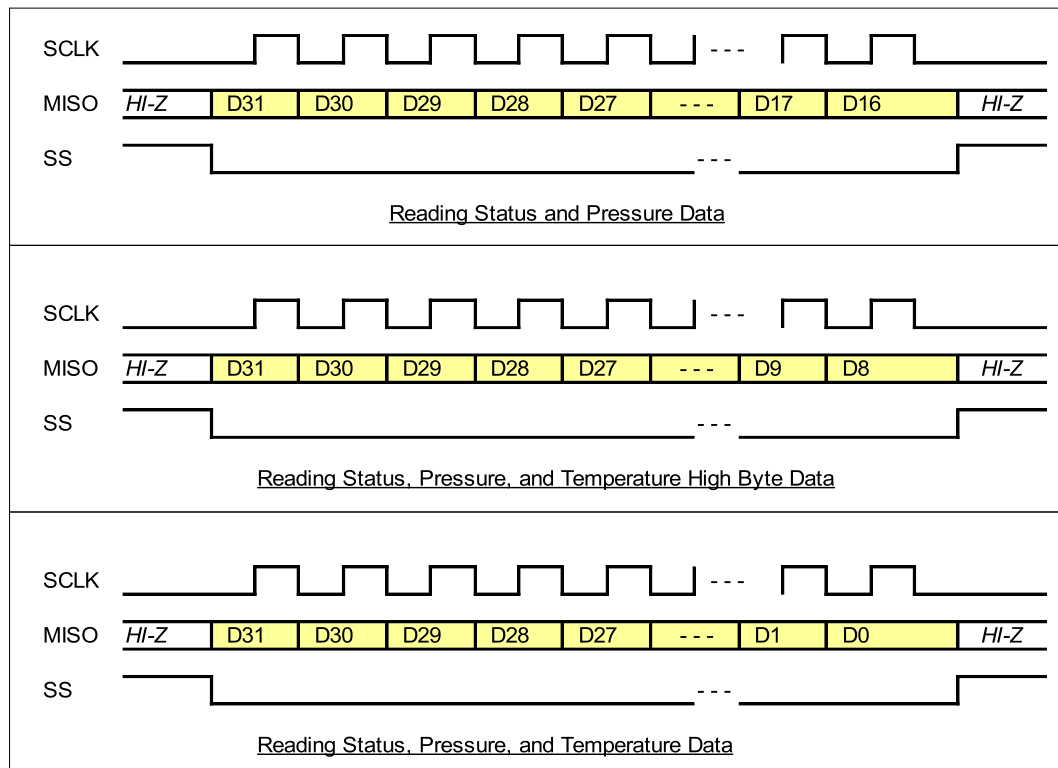 SCLK - - -
MISO HI-Z D31 D30 D29 D28 D27 - - - D17 D16 HI-Z
SS - - -
Reading Status and Pressure Data
SCLK - - -
MISO HI-Z D31 D30 D29 D28 D27 - - - D9 D8 HI-Z
SS - - -
Reading Status, Pressure, and Temperature High Byte Data
SCLK - - -
MISO HI-Z D31 D30 D29 D28 D27 - - - D1 D0 HI-Z
SS - - -
Reading Status, Pressure, and Temperature Data